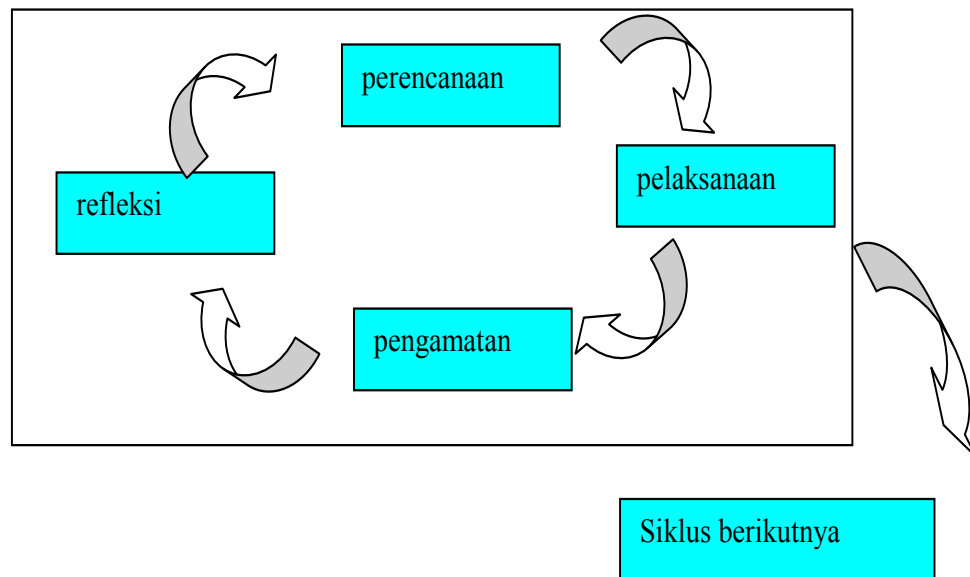 perencanaan
pelaksanaan
refleksi
pengamatan
Siklus berikutnya